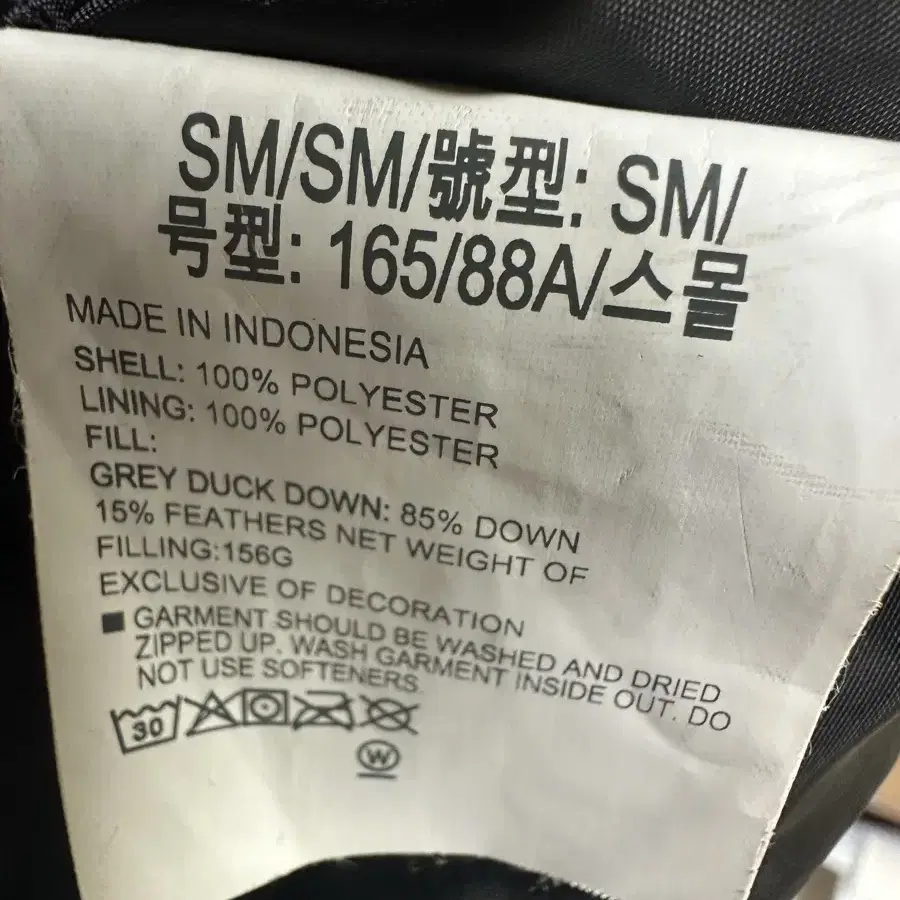 SM/SM/號型: SM/
号型: 165/88A/스몰
MADE IN INDONESIA
SHELL: 100% POLYESTER
LINING: 100% POLYESTER
FILL:
GREY DUCK DOWN: 85% DOWN
15% FEATHERS NET WEIGHT OF
FILLING:156G
EXCLUSIVE OF DECORATION
■ GARMENT SHOULD BE WASHED AND DRIED
ZIPPED UP. WASH GARMENT INSIDE OUT. DO
NOT USE SOFTENERS
30
W